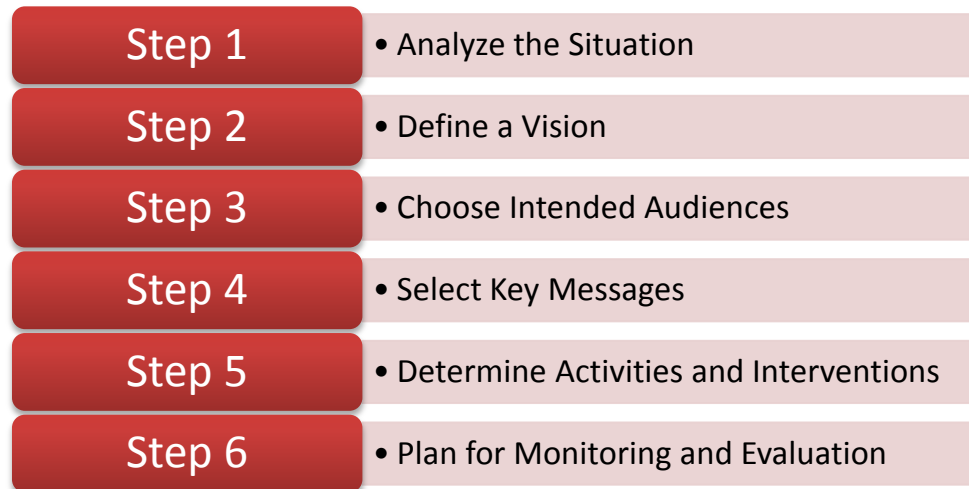 Step 1
• Analyze the Situation
Step 2
• Define a Vision
Step 3
• Choose Intended Audiences
Step 4
• Select Key Messages
Step 5
• Determine Activities and Interventions
Step 6
• Plan for Monitoring and Evaluation